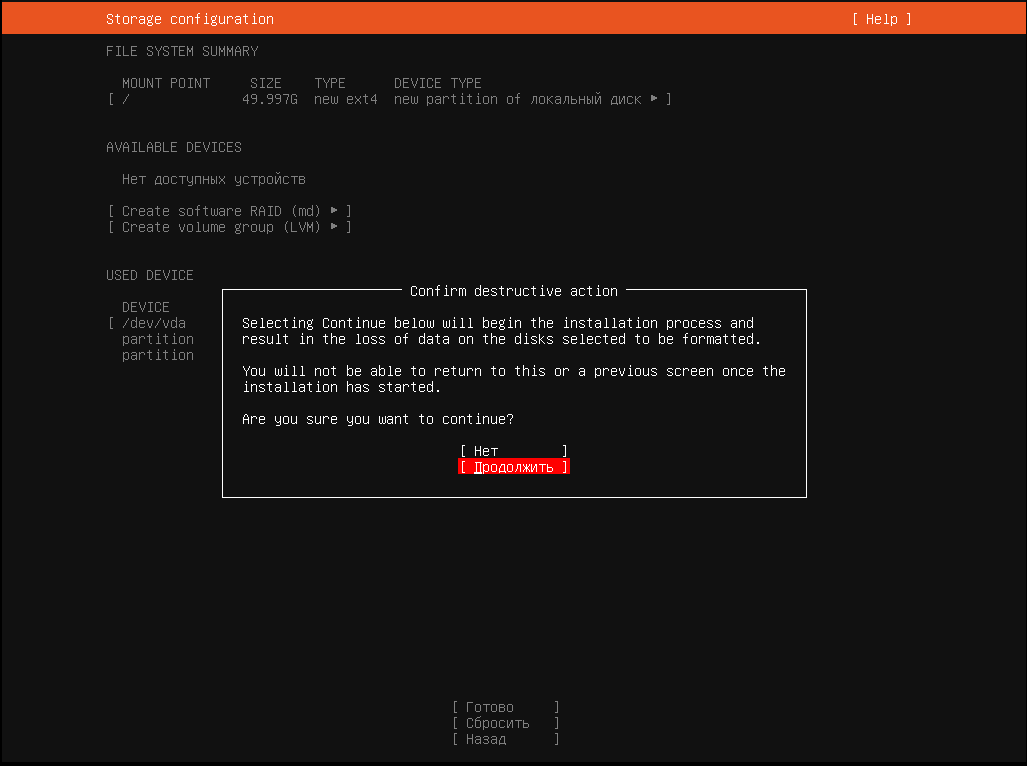 Storage configuration [ Help ]
FILE SYSTEM SUMMARY
MOUNT POINT SIZE TYPE DEVICE TYPE
[ / 49.997G new ext4 new partition of локальный диск ▸ ]
AVAILABLE DEVICES
Нет доступных устройств
[ Create software RAID (md) ▸ ]
[ Create volume group (LVM) ▸ ]
USED DEVICE
DEVICE
[ /dev/vda
partition
partition
Confirm destructive action
Selecting Continue below will begin the installation process and
result in the loss of data on the disks selected to be formatted.
You will not be able to return to this or a previous screen once the
installation has started.
Are you sure you want to continue?
[ Нет ]
[ Продолжить ]
[ Готово ]
[ Сбросить ]
[ Назад ]